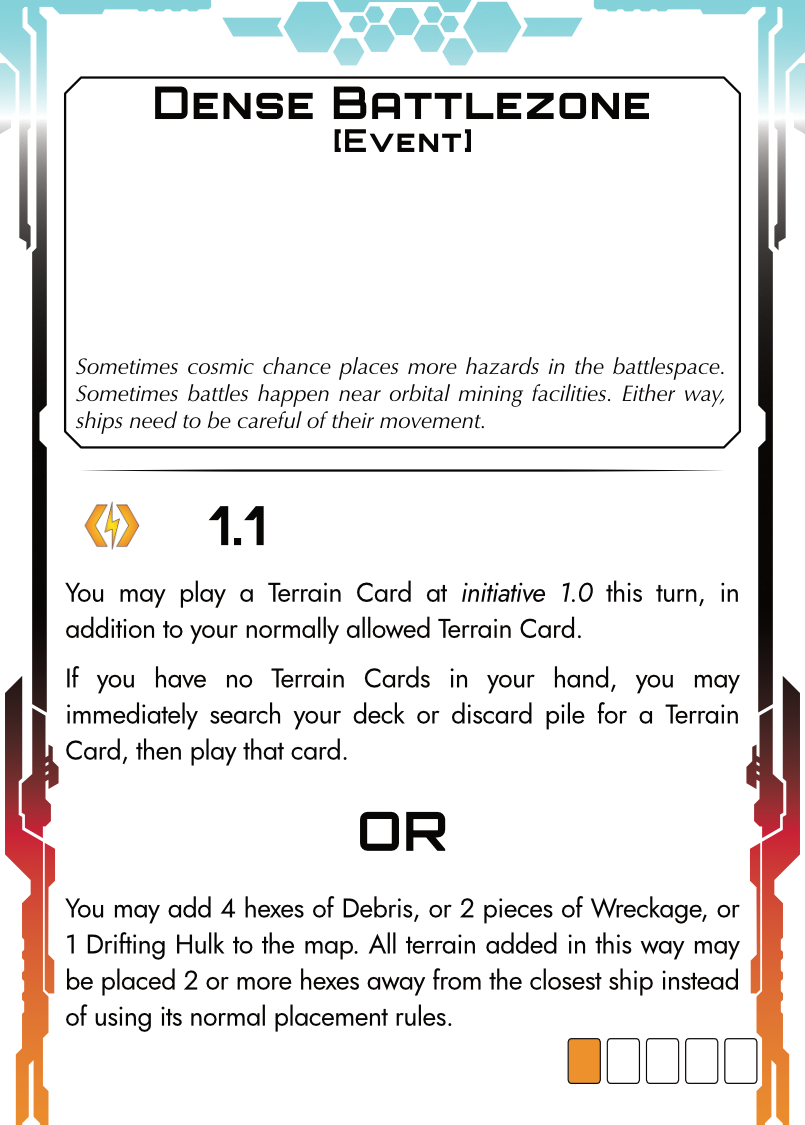 Dense Battlezone
[Event]
Sometimes cosmic chance places more hazards in the battlespace.
Sometimes battles happen near orbital mining facilities. Either way,
ships need to be careful of their movement.
1.1
You may play a Terrain Card at initiative 1.0 this turn, in
addition to your normally allowed Terrain Card.
If you have no Terrain Cards in your hand, you may
immediately search your deck or discard pile for a Terrain
Card, then play that card.
OR
You may add 4 hexes of Debris, or 2 pieces of Wreckage, or
1 Drifting Hulk to the map. All terrain added in this way may
be placed 2 or more hexes away from the closest ship instead
of using its normal placement rules.